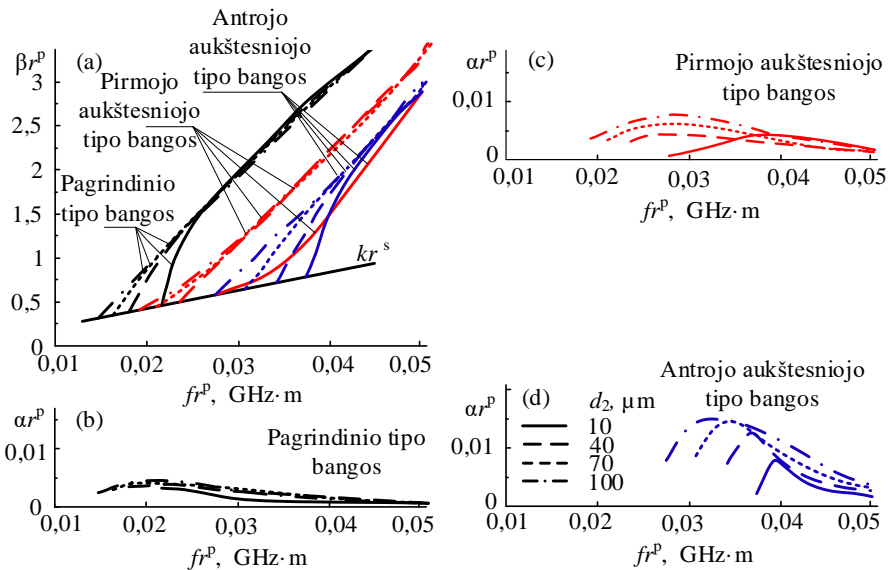 (a)
βr^p
3
2,5
2
1,5
1
0,5
0
Antrojo
aukštesniojo
tipo bangos
Pirmojo
aukštesniojo
tipo bangos
Pagrindinio
tipo bangos
kr^s
0,01 0,02 0,03 0,04 0,05
fr^p, GHz·m
(b)
αr^p
0,01
0
Pagrindinio tipo
bangos
0,01 0,02 0,03 0,04 0,05
fr^p, GHz·m
(c)
αr^p
0,01
0
Pirmojo aukštesniojo
tipo bangos
0,01 0,02 0,03 0,04 0,05
fr^p, GHz·m
Antrojo aukštesniojo
tipo bangos
(d)
αr^p
0,01
0
d₂, µm
10
40
70
100
0,01 0,02 0,03 0,04 0,05
fr^p, GHz·m